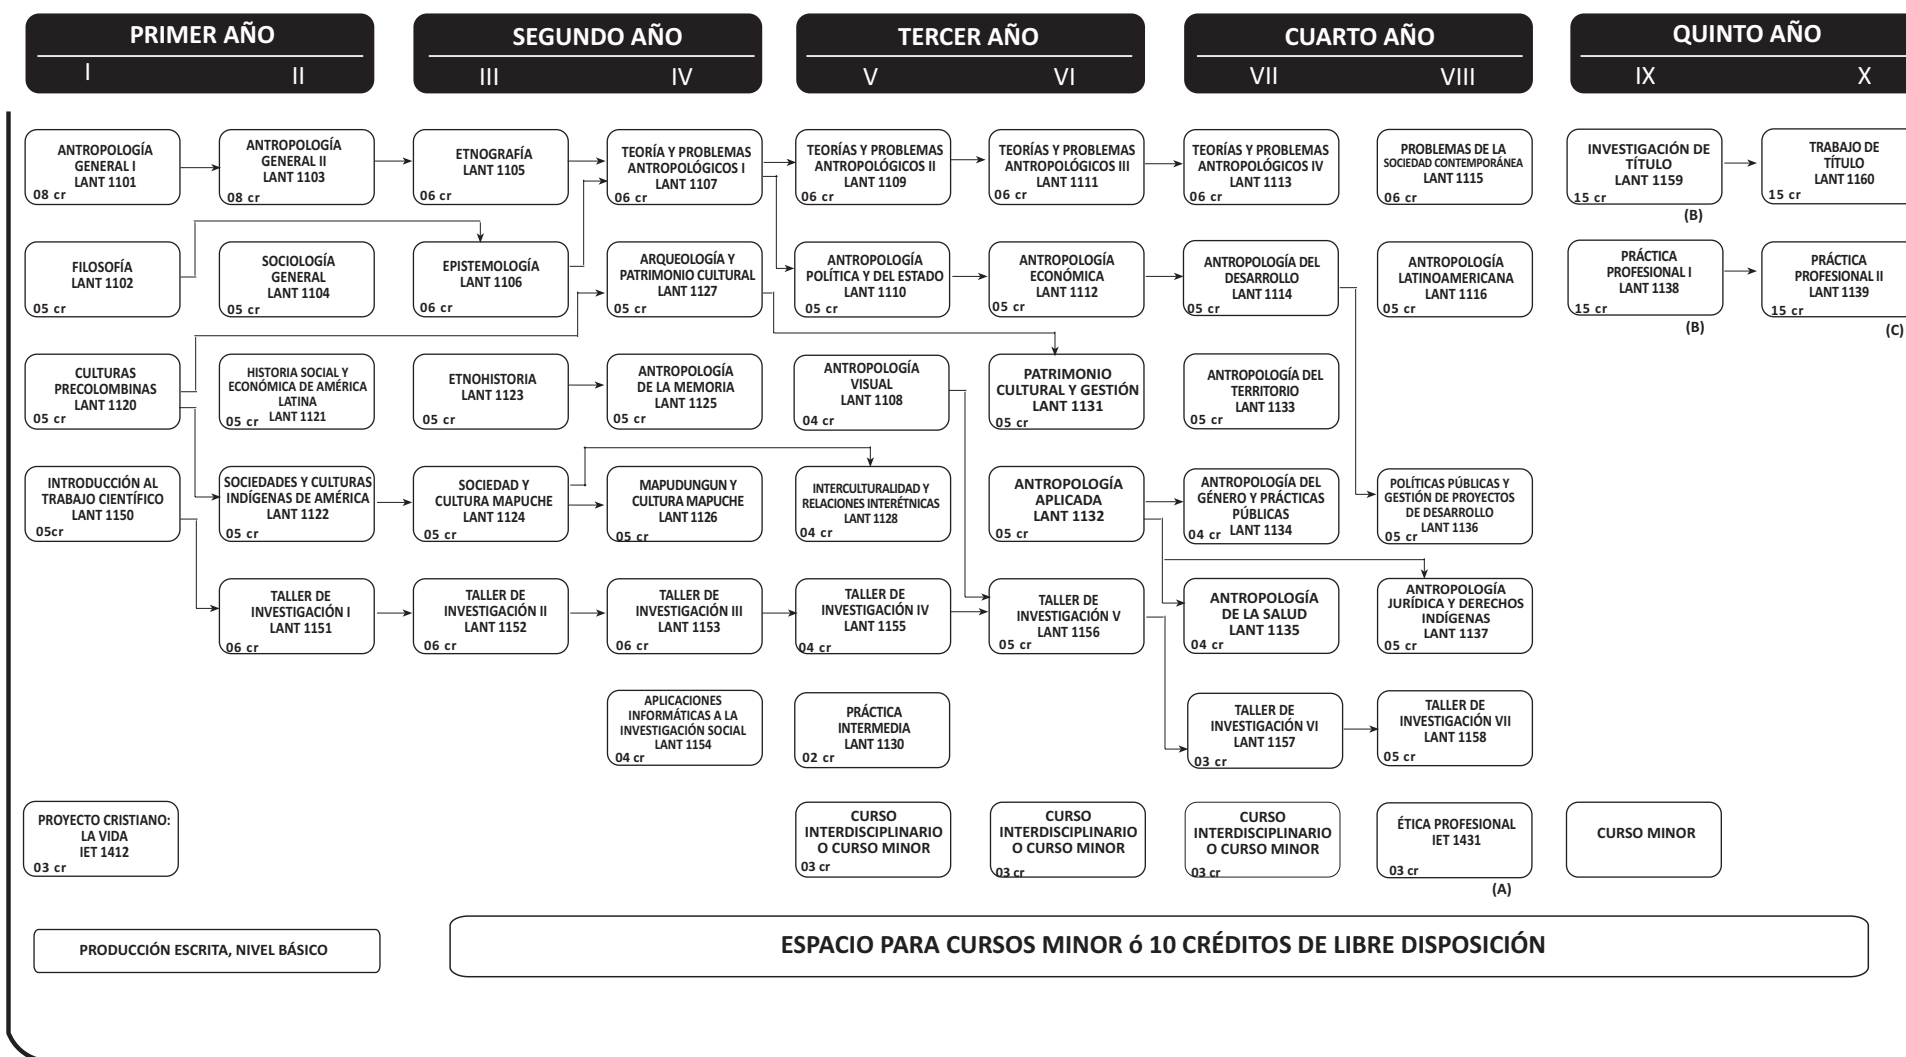 PRIMER AÑO
I II
SEGUNDO AÑO
III IV
TERCER AÑO
V VI
CUARTO AÑO
VII VIII
QUINTO AÑO
IX X
ANTROPOLOGÍA
GENERAL I
LANT 1101
08 cr
ANTROPOLOGÍA
GENERAL II
LANT 1103
08 cr
ETNOGRAFÍA
LANT 1105
06 cr
TEORÍA Y PROBLEMAS
ANTROPOLÓGICOS I
LANT 1107
06 cr
TEORÍAS Y PROBLEMAS
ANTROPOLÓGICOS II
LANT 1109
06 cr
TEORÍAS Y PROBLEMAS
ANTROPOLÓGICOS III
LANT 1111
06 cr
TEORÍAS Y PROBLEMAS
ANTROPOLÓGICOS IV
LANT 1113
06 cr
PROBLEMAS DE LA
SOCIEDAD CONTEMPORÁNEA
LANT 1115
06 cr
INVESTIGACIÓN DE
TÍTULO
LANT 1159
15 cr
(B)
TRABAJO DE
TÍTULO
LANT 1160
15 cr
FILOSOFÍA
LANT 1102
05 cr
SOCIOLOGÍA
GENERAL
LANT 1104
05 cr
EPISTEMOLOGÍA
LANT 1106
06 cr
ARQUEOLOGÍA Y
PATRIMONIO CULTURAL
LANT 1127
05 cr
ANTROPOLOGÍA
POLÍTICA Y DEL ESTADO
LANT 1110
05 cr
ANTROPOLOGÍA
ECONÓMICA
LANT 1112
05 cr
ANTROPOLOGÍA DEL
DESARROLLO
LANT 1114
05 cr
ANTROPOLOGÍA
LATINOAMERICANA
LANT 1116
05 cr
PRÁCTICA
PROFESIONAL I
LANT 1138
15 cr
(B)
PRÁCTICA
PROFESIONAL II
LANT 1139
15 cr
(C)
CULTURAS
PRECOLOMBINAS
LANT 1120
05 cr
HISTORIA SOCIAL Y
ECONÓMICA DE AMÉRICA
LATINA
LANT 1121
05 cr
ETNOHISTORIA
LANT 1123
05 cr
ANTROPOLOGÍA
DE LA MEMORIA
LANT 1125
05 cr
ANTROPOLOGÍA
VISUAL
LANT 1108
04 cr
PATRIMONIO
CULTURAL Y GESTIÓN
LANT 1131
05 cr
ANTROPOLOGÍA DEL
TERRITORIO
LANT 1133
05 cr
INTRODUCCIÓN AL
TRABAJO CIENTÍFICO
LANT 1150
05cr
SOCIEDADES Y CULTURAS
INDÍGENAS DE AMÉRICA
LANT 1122
05 cr
SOCIEDAD Y
CULTURA MAPUCHE
LANT 1124
05 cr
MAPUDUNGUN Y
CULTURA MAPUCHE
LANT 1126
05 cr
INTERCULTURALIDAD Y
RELACIONES INTERÉTNICAS
LANT 1128
04 cr
ANTROPOLOGÍA
APLICADA
LANT 1132
05 cr
ANTROPOLOGÍA DEL
GÉNERO Y PRÁCTICAS
PÚBLICAS
LANT 1134
04 cr
POLÍTICAS PÚBLICAS Y
GESTIÓN DE PROYECTOS
DE DESARROLLO
LANT 1136
05 cr
TALLER DE
INVESTIGACIÓN I
LANT 1151
06 cr
TALLER DE
INVESTIGACIÓN II
LANT 1152
06 cr
TALLER DE
INVESTIGACIÓN III
LANT 1153
06 cr
TALLER DE
INVESTIGACIÓN IV
LANT 1155
04 cr
TALLER DE
INVESTIGACIÓN V
LANT 1156
05 cr
ANTROPOLOGÍA
DE LA SALUD
LANT 1135
04 cr
ANTROPOLOGÍA
JURÍDICA Y DERECHOS
INDÍGENAS
LANT 1137
05 cr
APLICACIONES
INFORMÁTICAS A LA
INVESTIGACIÓN SOCIAL
LANT 1154
04 cr
PRÁCTICA
INTERMEDIA
LANT 1130
02 cr
TALLER DE
INVESTIGACIÓN VI
LANT 1157
03 cr
TALLER DE
INVESTIGACIÓN VII
LANT 1158
05 cr
PROYECTO CRISTIANO:
LA VIDA
IET 1412
03 cr
CURSO
INTERDISCIPLINARIO
O CURSO MINOR
03 cr
CURSO
INTERDISCIPLINARIO
O CURSO MINOR
03 cr
CURSO
INTERDISCIPLINARIO
O CURSO MINOR
03 cr
ÉTICA PROFESIONAL
IET 1431
03 cr
(A)
CURSO MINOR
PRODUCCIÓN ESCRITA, NIVEL BÁSICO
ESPACIO PARA CURSOS MINOR ó 10 CRÉDITOS DE LIBRE DISPOSICIÓN